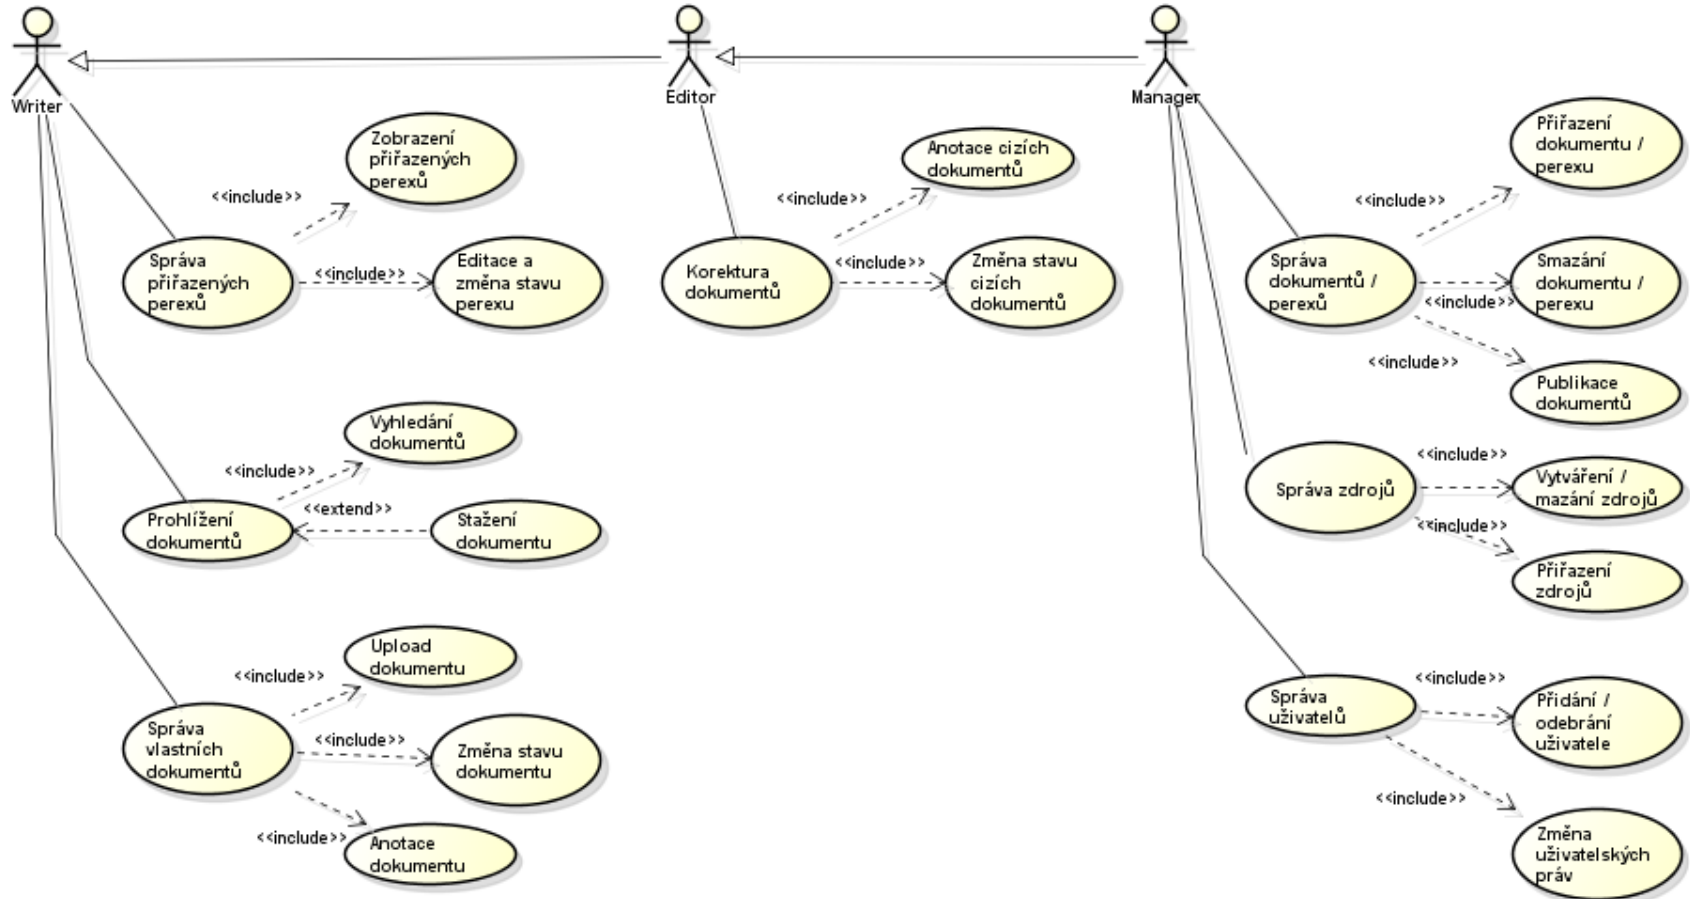 Writer
Editor
Manager
Zobrazení
přiřazených
perexů
<<include>>
Správa
přiřazených
perexů
<<include>>
Editace a
změna stavu
perexu
Vyhledání
dokumentů
<<include>>
Prohlížení
dokumentů
<<extend>>
Stažení
dokumentu
Upload
dokumentu
<<include>>
Správa
vlastních
dokumentů
<<include>>
Změna stavu
dokumentu
<<include>>
Anotace
dokumentu
Anotace cizích
dokumentů
<<include>>
Korektura
dokumentů
<<include>>
Změna stavu
cizích
dokumentů
Přiřazení
dokumentu /
perexu
<<include>>
Správa
dokumentů /
perexů
Smazání
dokumentu /
perexu
<<include>>
<<include>>
Publikace
dokumentů
<<include>>
Správa zdrojů
Vytváření /
mazání zdrojů
<<include>>
Přiřazení
zdrojů
<<include>>
Správa
uživatelů
Přidání /
odebrání
uživatele
<<include>>
Změna
uživatelských
práv